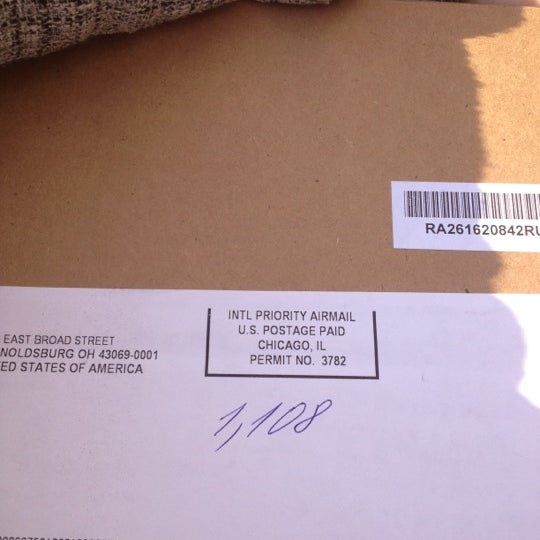 RA261620842RU
INTL PRIORITY AIRMAIL
U.S. POSTAGE PAID
CHICAGO, IL
PERMIT NO. 3782
EAST BROAD STREET
NOLDSBURG OH 43069-0001
ED STATES OF AMERICA
1,108